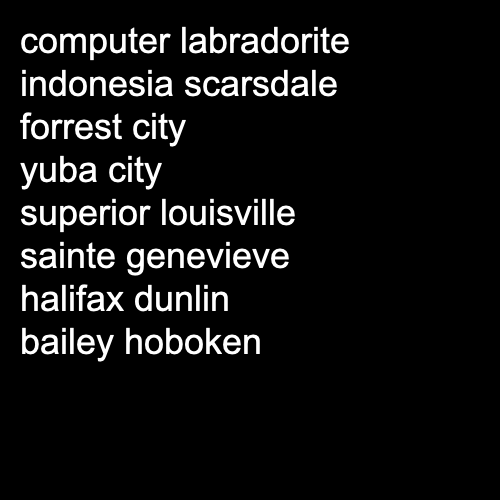 computer labradorite
indonesia scarsdale
forrest city
yuba city
superior louisville
sainte genevieve
halifax dunlin
bailey hoboken